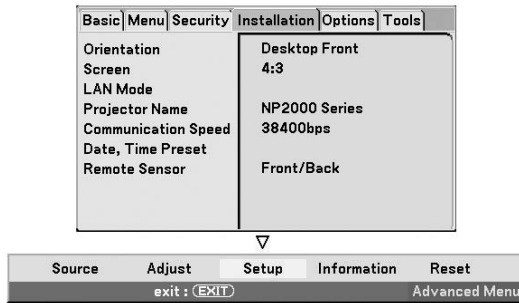 Basic Menu Security Installation Options Tools
Orientation Desktop Front
Screen 4:3
LAN Mode
Projector Name NP2000 Series
Communication Speed 38400bps
Date, Time Preset
Remote Sensor Front/Back
Source Adjust Setup Information Reset
exit : EXIT Advanced Menu